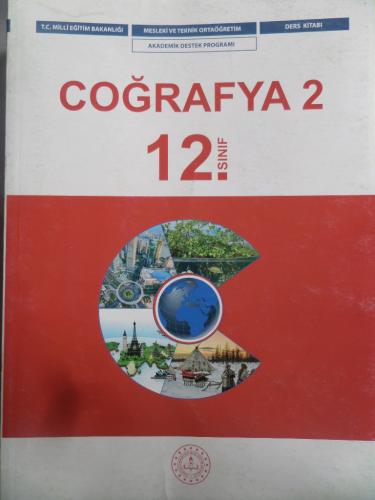 T.C. MİLLİ EĞİTİM BAKANLIĞI
MESLEKİ VE TEKNİK ORTAÖĞRETİM
DERS KİTABI
AKADEMİK DESTEK PROGRAMI
COĞRAFYA 2
12.
SINIF